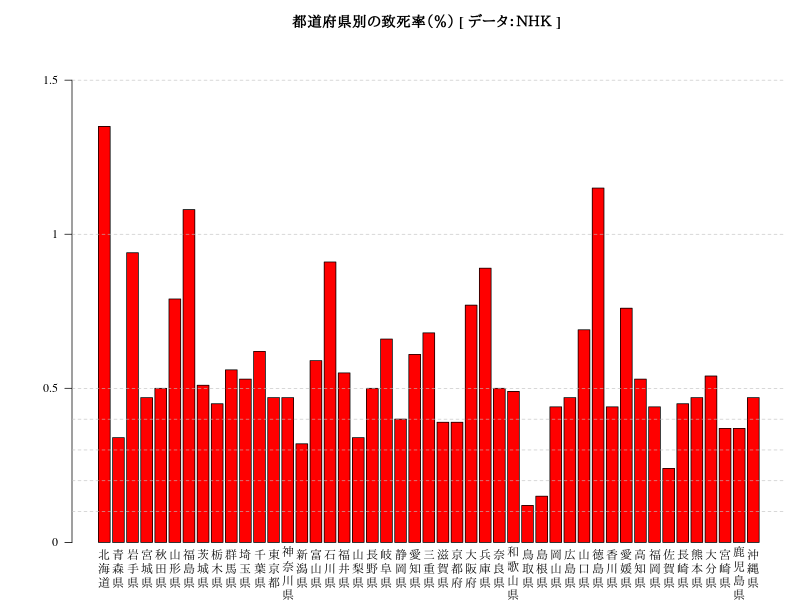 都道府県別の致死率(%) [ データ:NHK ]
1.5
1
0.5
0
北海道
青森県
岩手県
宮城県
秋田県
山形県
福島県
茨城県
栃木県
群馬県
埼玉県
千葉県
東京都
神奈川県
新潟県
富山県
石川県
福井県
山梨県
長野県
岐阜県
静岡県
愛知県
三重県
滋賀県
京都府
大阪府
兵庫県
奈良県
和歌山県
鳥取県
島根県
岡山県
広島県
山口県
徳島県
香川県
愛媛県
高知県
福岡県
佐賀県
長崎県
熊本県
大分県
宮崎県
鹿児島県
沖縄県